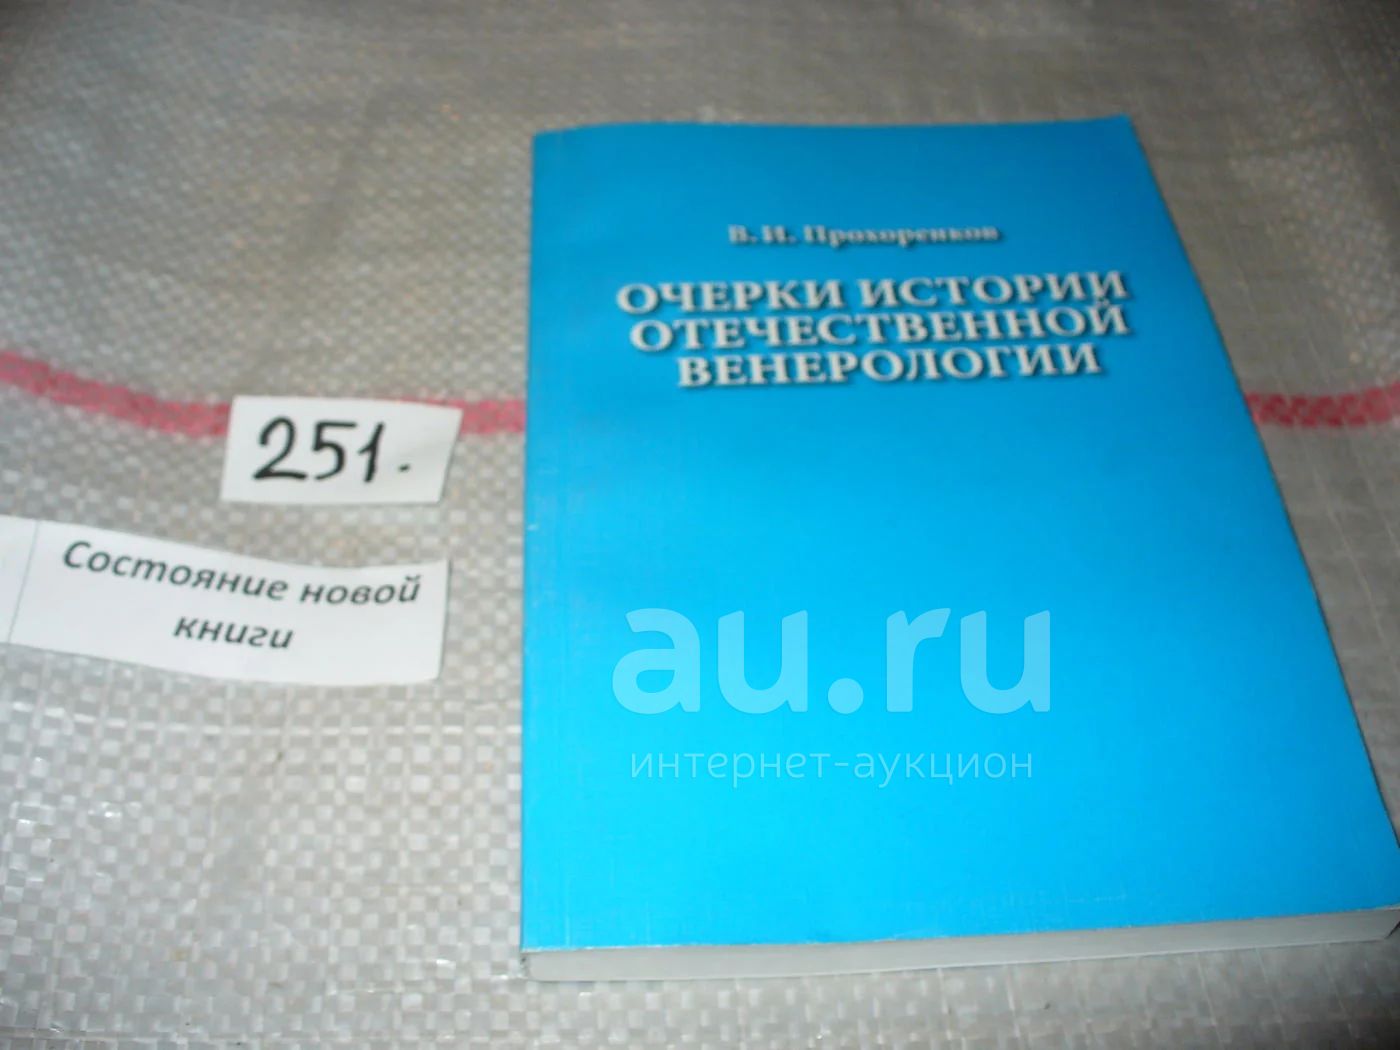 В. И. Прохоренков
ОЧЕРКИ ИСТОРИИ
ОТЕЧЕСТВЕННОЙ
ВЕНЕРОЛОГИИ
251.
Состояние новой
книги
au.ru
интернет-аукцион